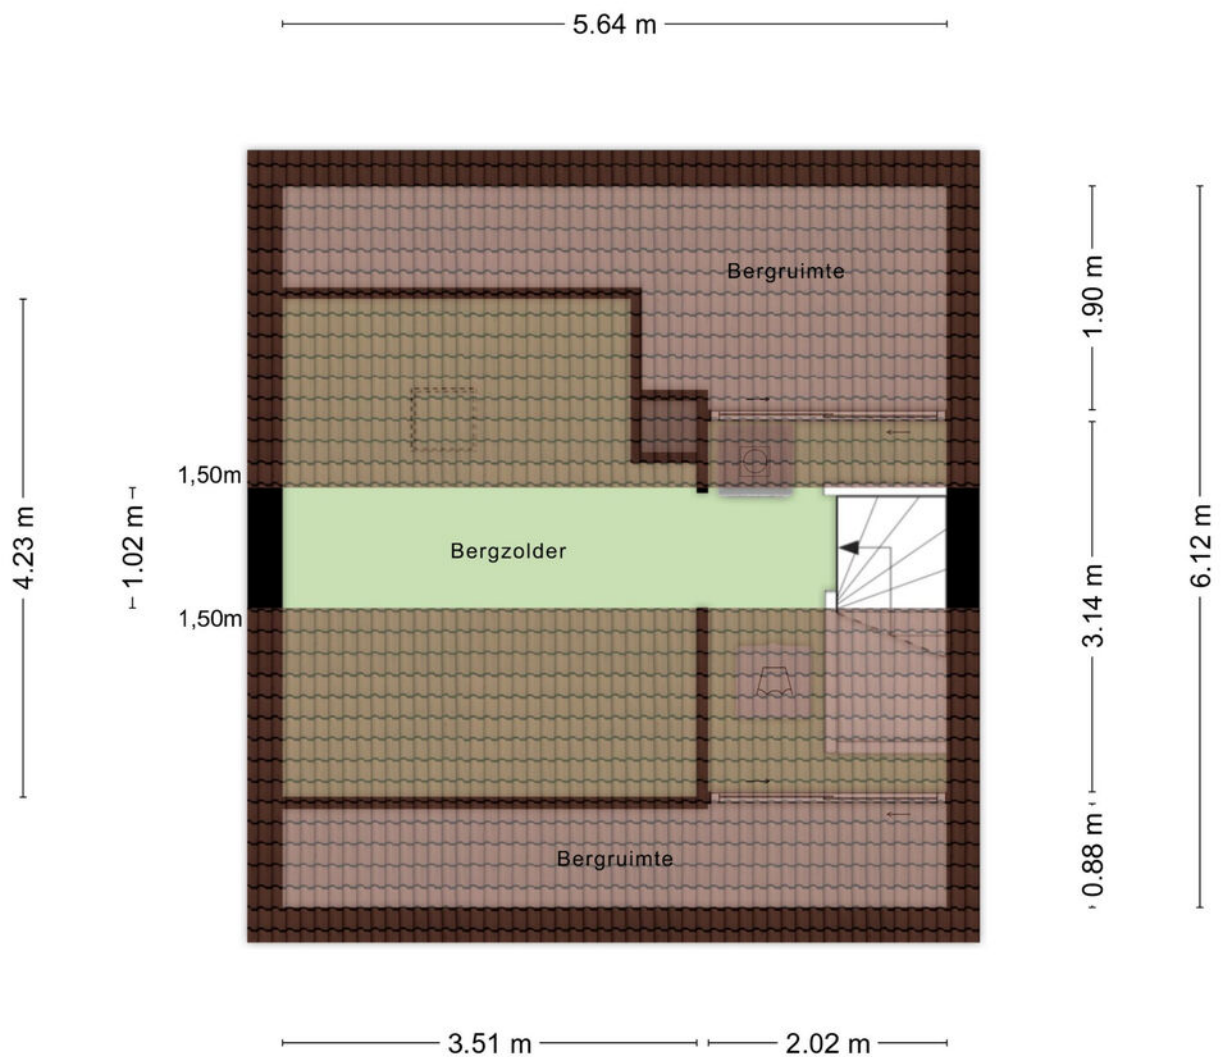 5.64 m
Bergruimte
1.90 m
1,50m
4.23 m
1.02 m
Bergzolder
6.12 m
3.14 m
1,50m
0.88 m
Bergruimte
3.51 m
2.02 m